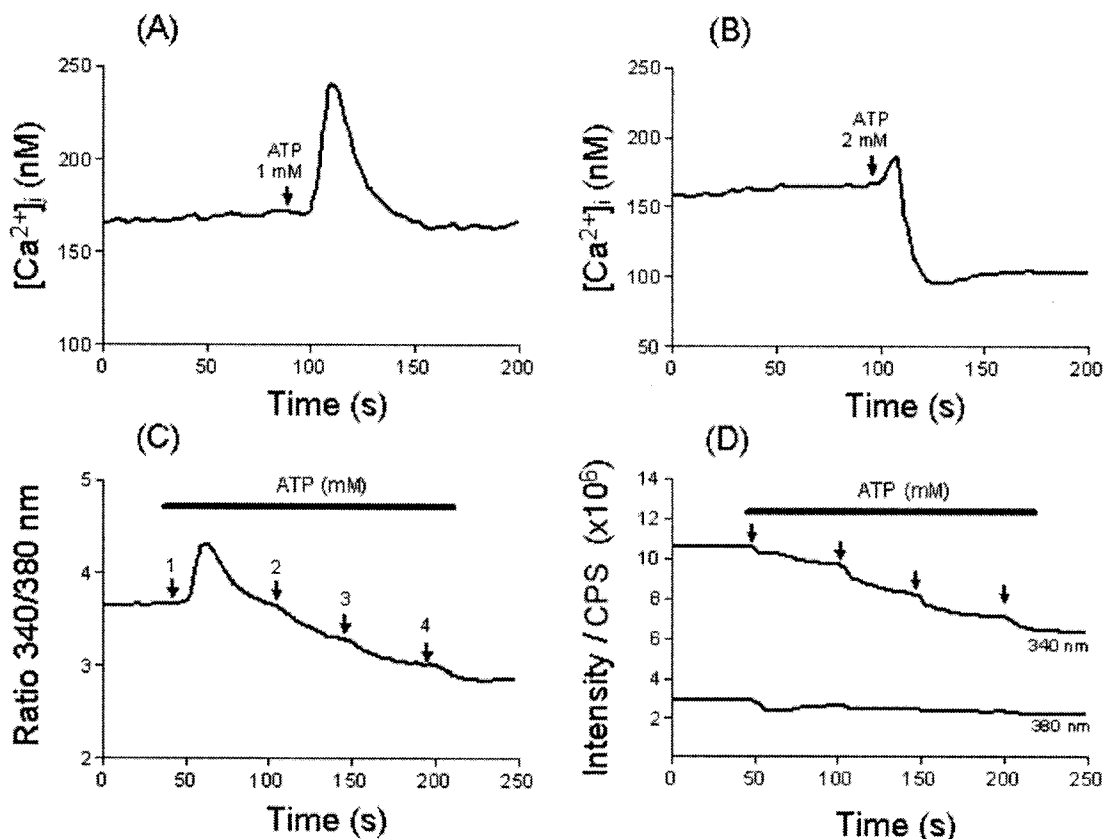 (A)
250
200
150
100
[Ca²⁺]i (nM)
ATP
1 mM
0 50 100 150 200
Time (s)
(B)
250
200
150
100
50
[Ca²⁺]i (nM)
ATP
2 mM
0 50 100 150 200
Time (s)
(C)
5
4
3
2
Ratio 340/380 nm
ATP (mM)
1
2
3
4
0 50 100 150 200 250
Time (s)
(D)
14
12
10
8
6
4
2
Intensity / CPS (x10⁶)
ATP (mM)
340 nm
380 nm
0 50 100 150 200 250
Time (s)